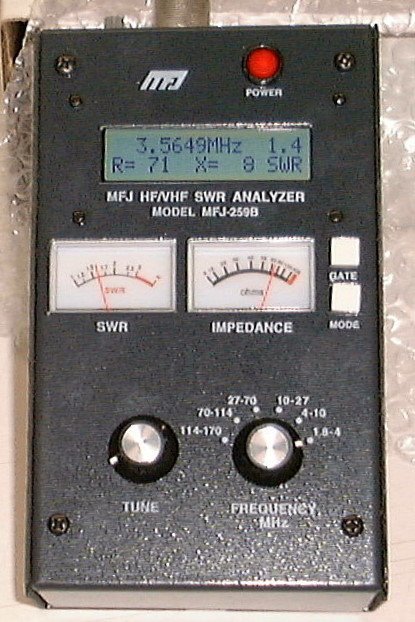 MFJ
POWER
3.5649MHz 1.4
R= 71 X= 9 SWR
MFJ HF/VHF SWR ANALYZER
MODEL MFJ-259B
SWR
ohms
GATE
SWR
IMPEDANCE
MODE
27-70
10-27
70-114
4-10
114-170
1.8-4
TUNE
FREQUENCY
MHz